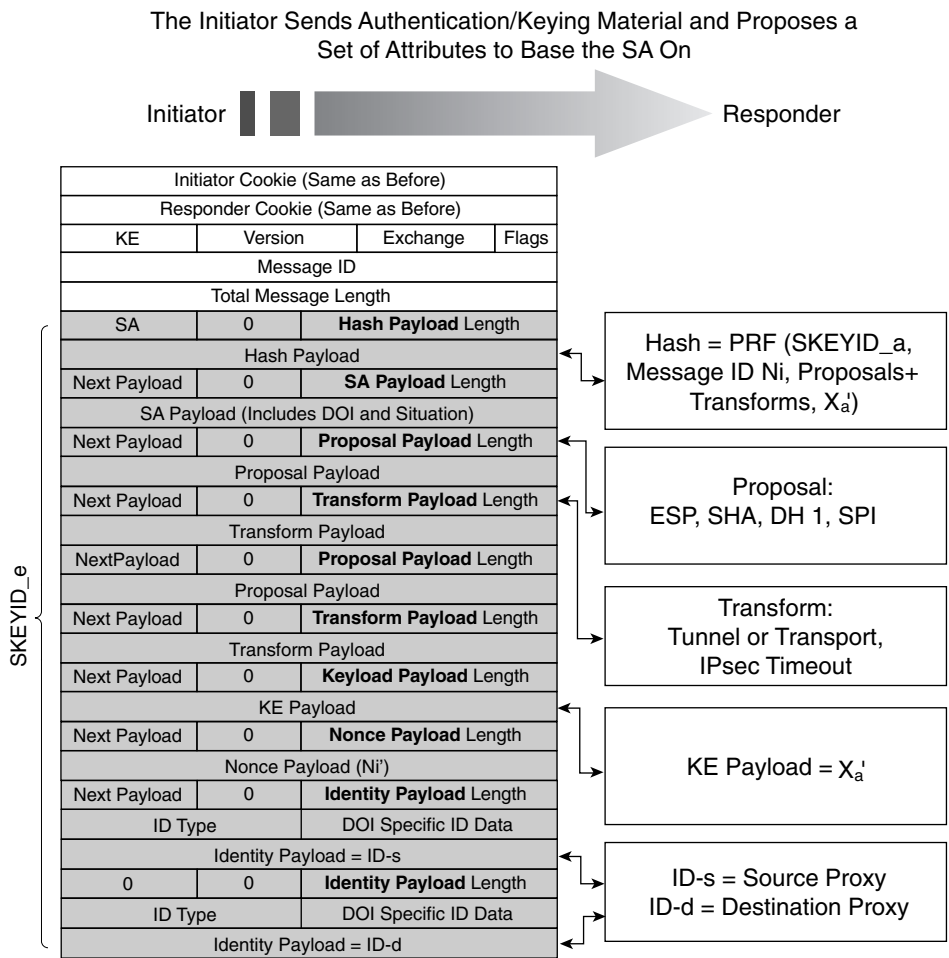 The Initiator Sends Authentication/Keying Material and Proposes a
Set of Attributes to Base the SA On
Initiator
Responder
Initiator Cookie (Same as Before)
Responder Cookie (Same as Before)
KE Version Exchange Flags
Message ID
Total Message Length
SA 0 Hash Payload Length
Hash Payload
Next Payload 0 SA Payload Length
SA Payload (Includes DOI and Situation)
Next Payload 0 Proposal Payload Length
Proposal Payload
Next Payload 0 Transform Payload Length
Transform Payload
NextPayload 0 Proposal Payload Length
Proposal Payload
Next Payload 0 Transform Payload Length
Transform Payload
Next Payload 0 Keyload Payload Length
KE Payload
Next Payload 0 Nonce Payload Length
Nonce Payload (Ni’)
Next Payload 0 Identity Payload Length
ID Type DOI Specific ID Data
Identity Payload = ID-s
0 0 Identity Payload Length
ID Type DOI Specific ID Data
Identity Payload = ID-d
SKEYID_e
Hash = PRF (SKEYID_a,
Message ID Ni, Proposals+
Transforms, Xa')
Proposal:
ESP, SHA, DH 1, SPI
Transform:
Tunnel or Transport,
IPsec Timeout
KE Payload = Xa'
ID-s = Source Proxy
ID-d = Destination Proxy